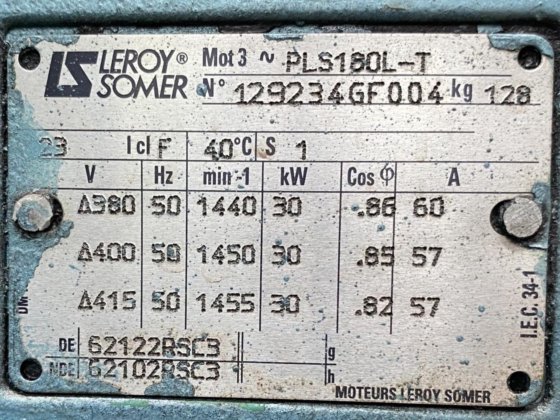 LS LEROY® SOMER Mot 3 ~ PLS180L-T
N° 129234GF004 kg 128
23 I cl F 40°C S 1
V Hz min-1 kW Cos φ A
Δ380 50 1440 30 .86 60
Δ400 50 1450 30 .85 57
Δ415 50 1455 30 .82 57
DE 62122RSC3 g
NDE 62102RSC3 h
MOTEURS LEROY SOMER
I.E.C. 34-1